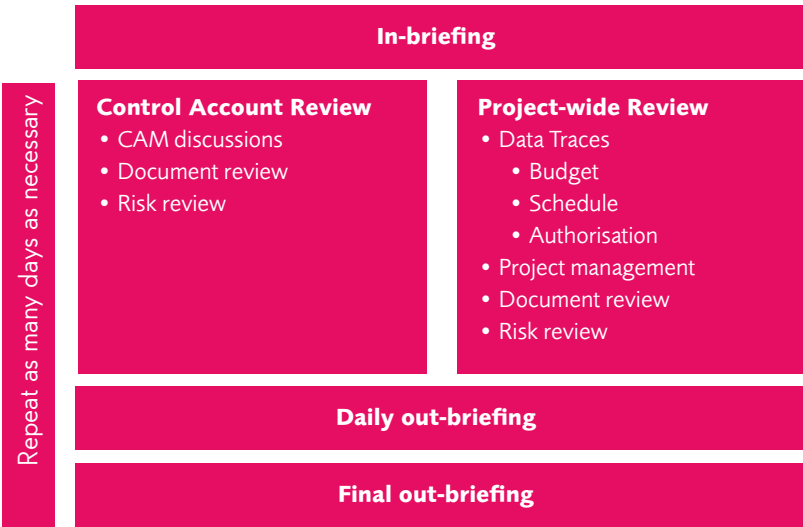 In-briefing
Repeat as many days as necessary
Control Account Review
• CAM discussions
• Document review
• Risk review
Project-wide Review
• Data Traces
• Budget
• Schedule
• Authorisation
• Project management
• Document review
• Risk review
Daily out-briefing
Final out-briefing